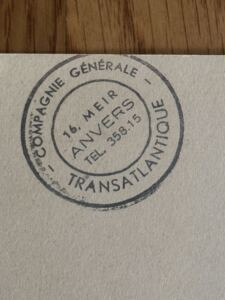 - COMPAGNIE GÉNÉRALE -
TRANSATLANTIQUE
16, MEIR
ANVERS
TEL. 358.15